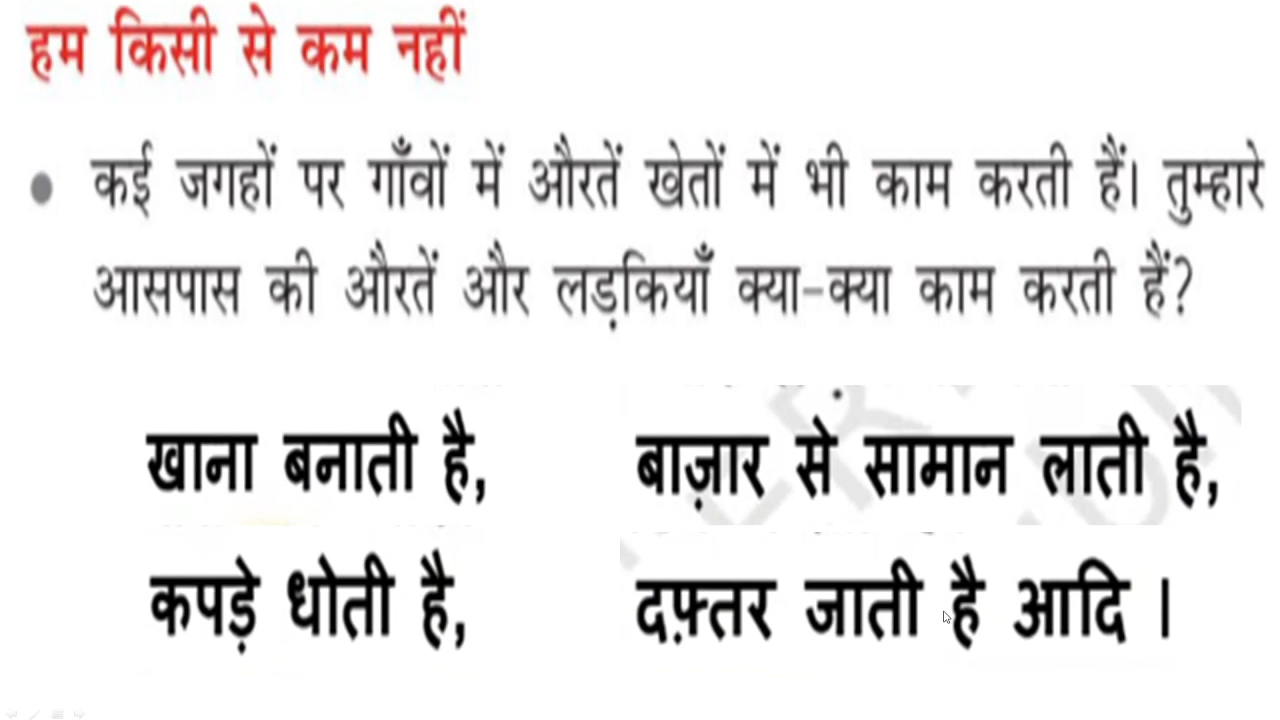 हम किसी से कम नहीं
• कई जगहों पर गाँवों में औरतें खेतों में भी काम करती हैं। तुम्हारे
आसपास की औरतें और लड़कियाँ क्या-क्या काम करती हैं?
खाना बनाती है, बाज़ार से सामान लाती है,
कपड़े धोती है, दफ़्तर जाती है आदि ।